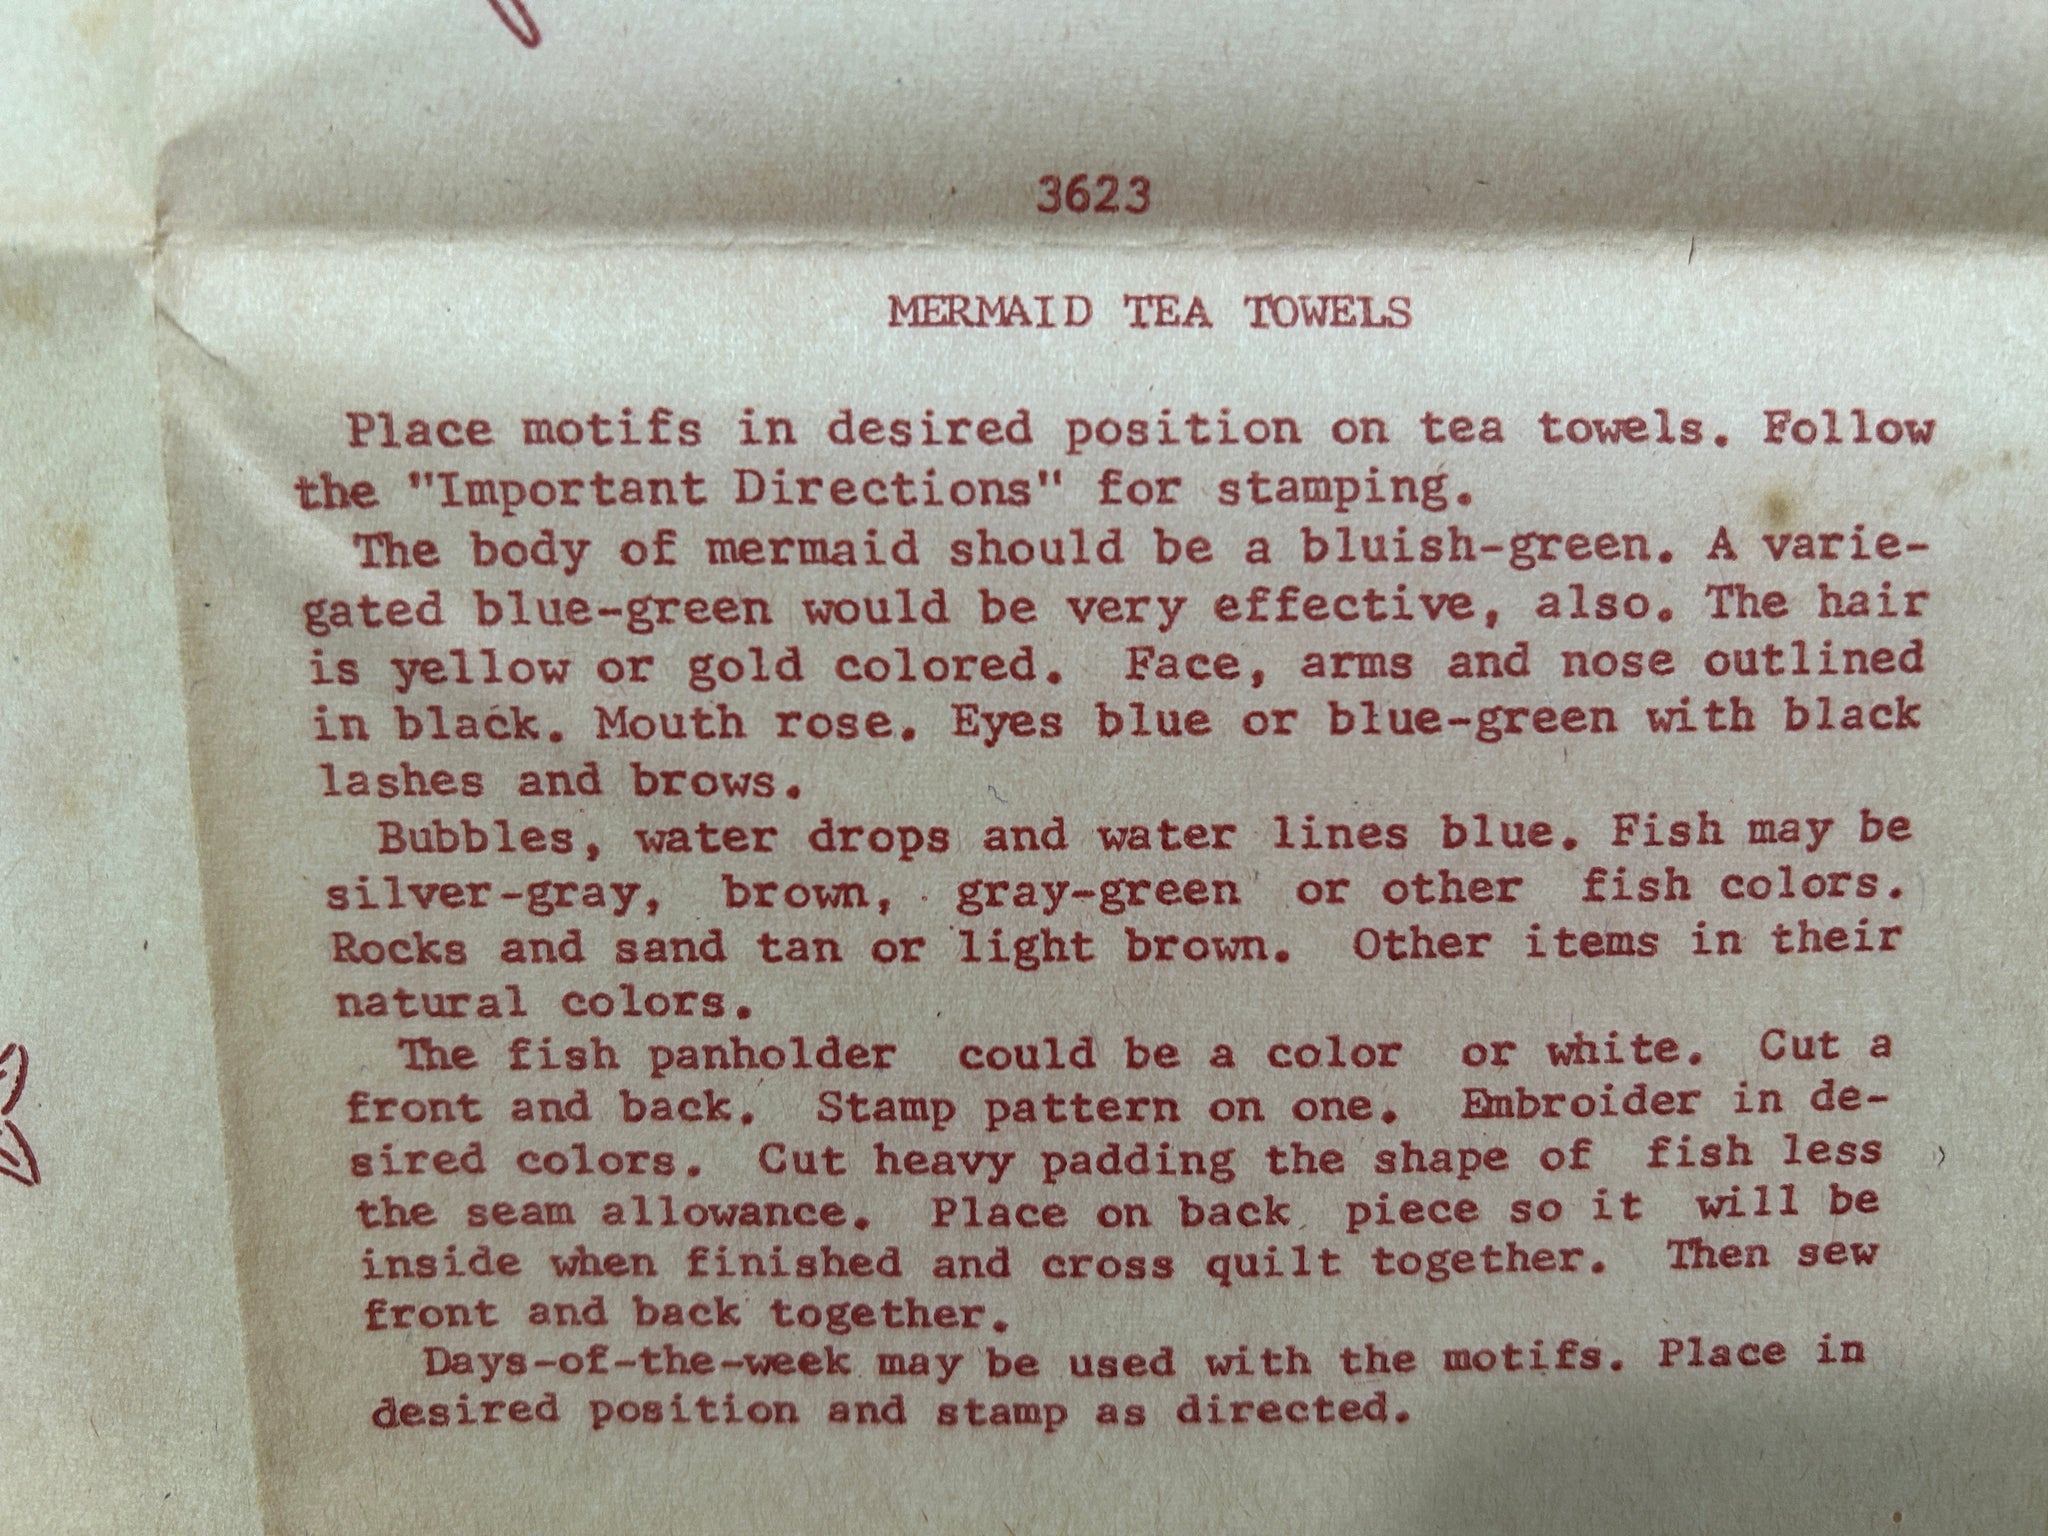 3623
MERMAID TEA TOWELS
Place motifs in desired position on tea towels. Follow
the "Important Directions" for stamping.
The body of mermaid should be a bluish-green. A varie-
gated blue-green would be very effective, also. The hair
is yellow or gold colored. Face, arms and nose outlined
in black. Mouth rose. Eyes blue or blue-green with black
lashes and brows.
Bubbles, water drops and water lines blue. Fish may be
silver-gray, brown, gray-green or other fish colors.
Rocks and sand tan or light brown. Other items in their
natural colors.
The fish panholder could be a color or white. Cut a
front and back. Stamp pattern on one. Embroider in de-
sired colors. Cut heavy padding the shape of fish less
the seam allowance. Place on back piece so it will be
inside when finished and cross quilt together. Then sew
front and back together.
Days-of-the-week may be used with the motifs. Place in
desired position and stamp as directed.